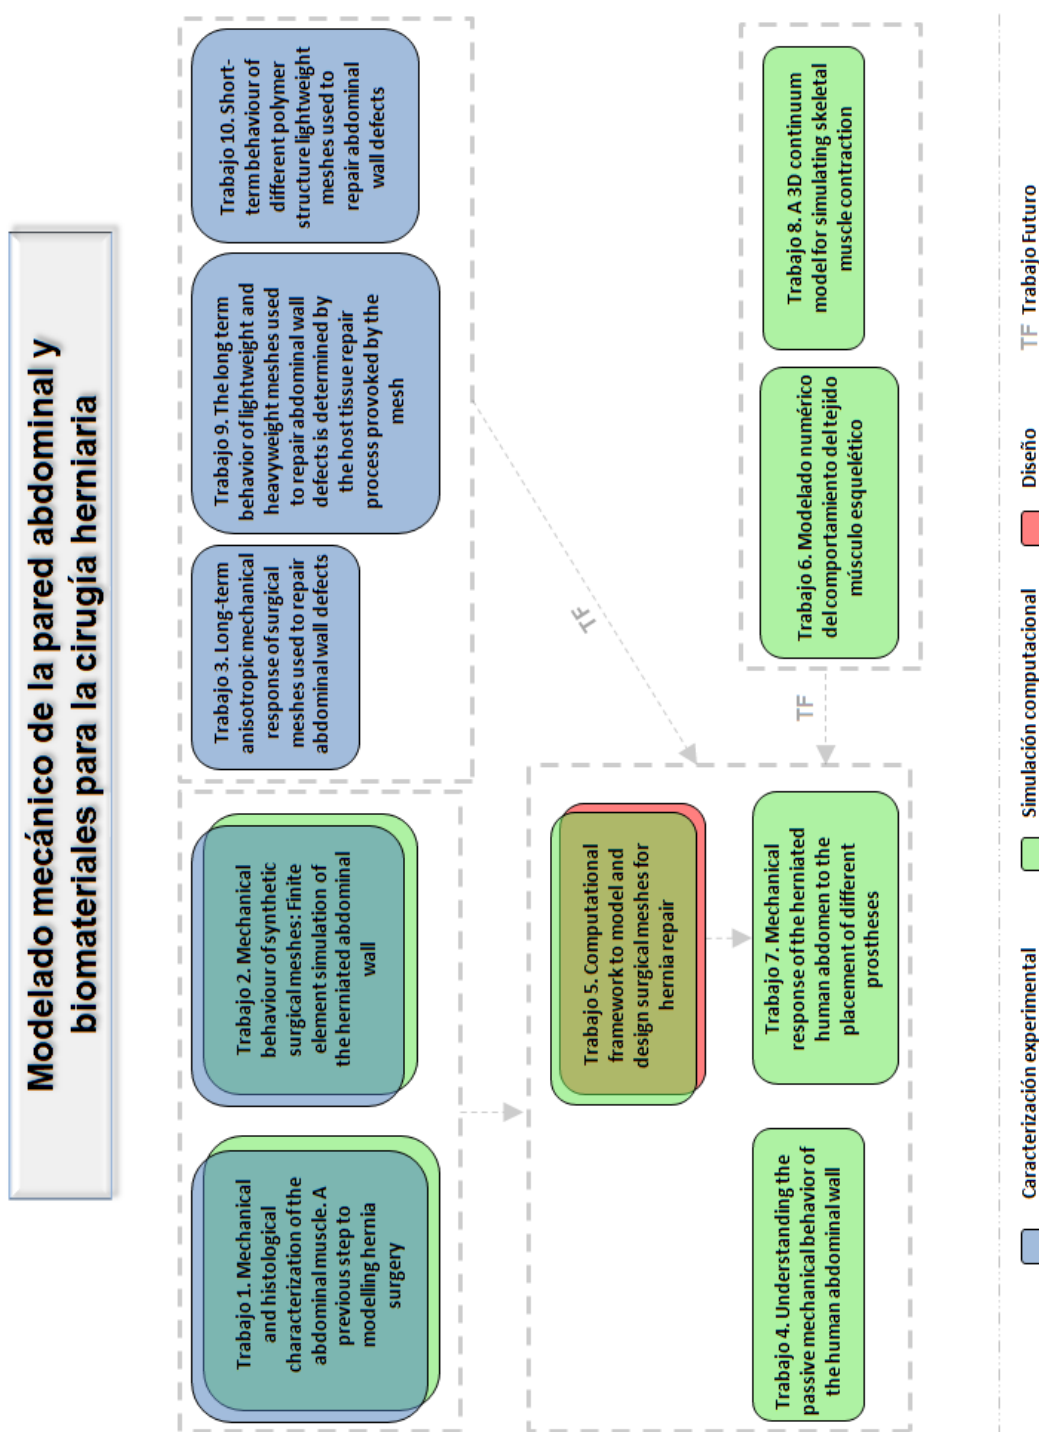 Modelado mecánico de la pared abdominal y
biomateriales para la cirugía herniaria
Trabajo 1. Mechanical
and histological
characterization of the
abdominal muscle. A
previous step to
modelling hernia
surgery
Trabajo 2. Mechanical
behaviour of synthetic
surgical meshes: Finite
element simulation of
the herniated abdominal
wall
Trabajo 3. Long-term
anisotropic mechanical
response of surgical
meshes used to repair
abdominal wall defects
Trabajo 9. The long term
behavior of lightweight and
heavyweight meshes used
to repair abdominal wall
defects is determined by
the host tissue repair
process provoked by the
mesh
Trabajo 10. Short-
term behaviour of
different polymer
structure lightweight
meshes used to
repair abdominal
wall defects
TF
Trabajo 5. Computational
framework to model and
design surgical meshes for
hernia repair
TF
Trabajo 4. Understanding the
passive mechanical behavior of
the human abdominal wall
Trabajo 7. Mechanical
response of the herniated
human abdomen to the
placement of different
prostheses
Trabajo 6. Modelado numérico
del comportamiento del tejido
músculo esquelético
Trabajo 8. A 3D continuum
model for simulating skeletal
muscle contraction
Caracterización experimental
Simulación computacional
Diseño
TF Trabajo Futuro